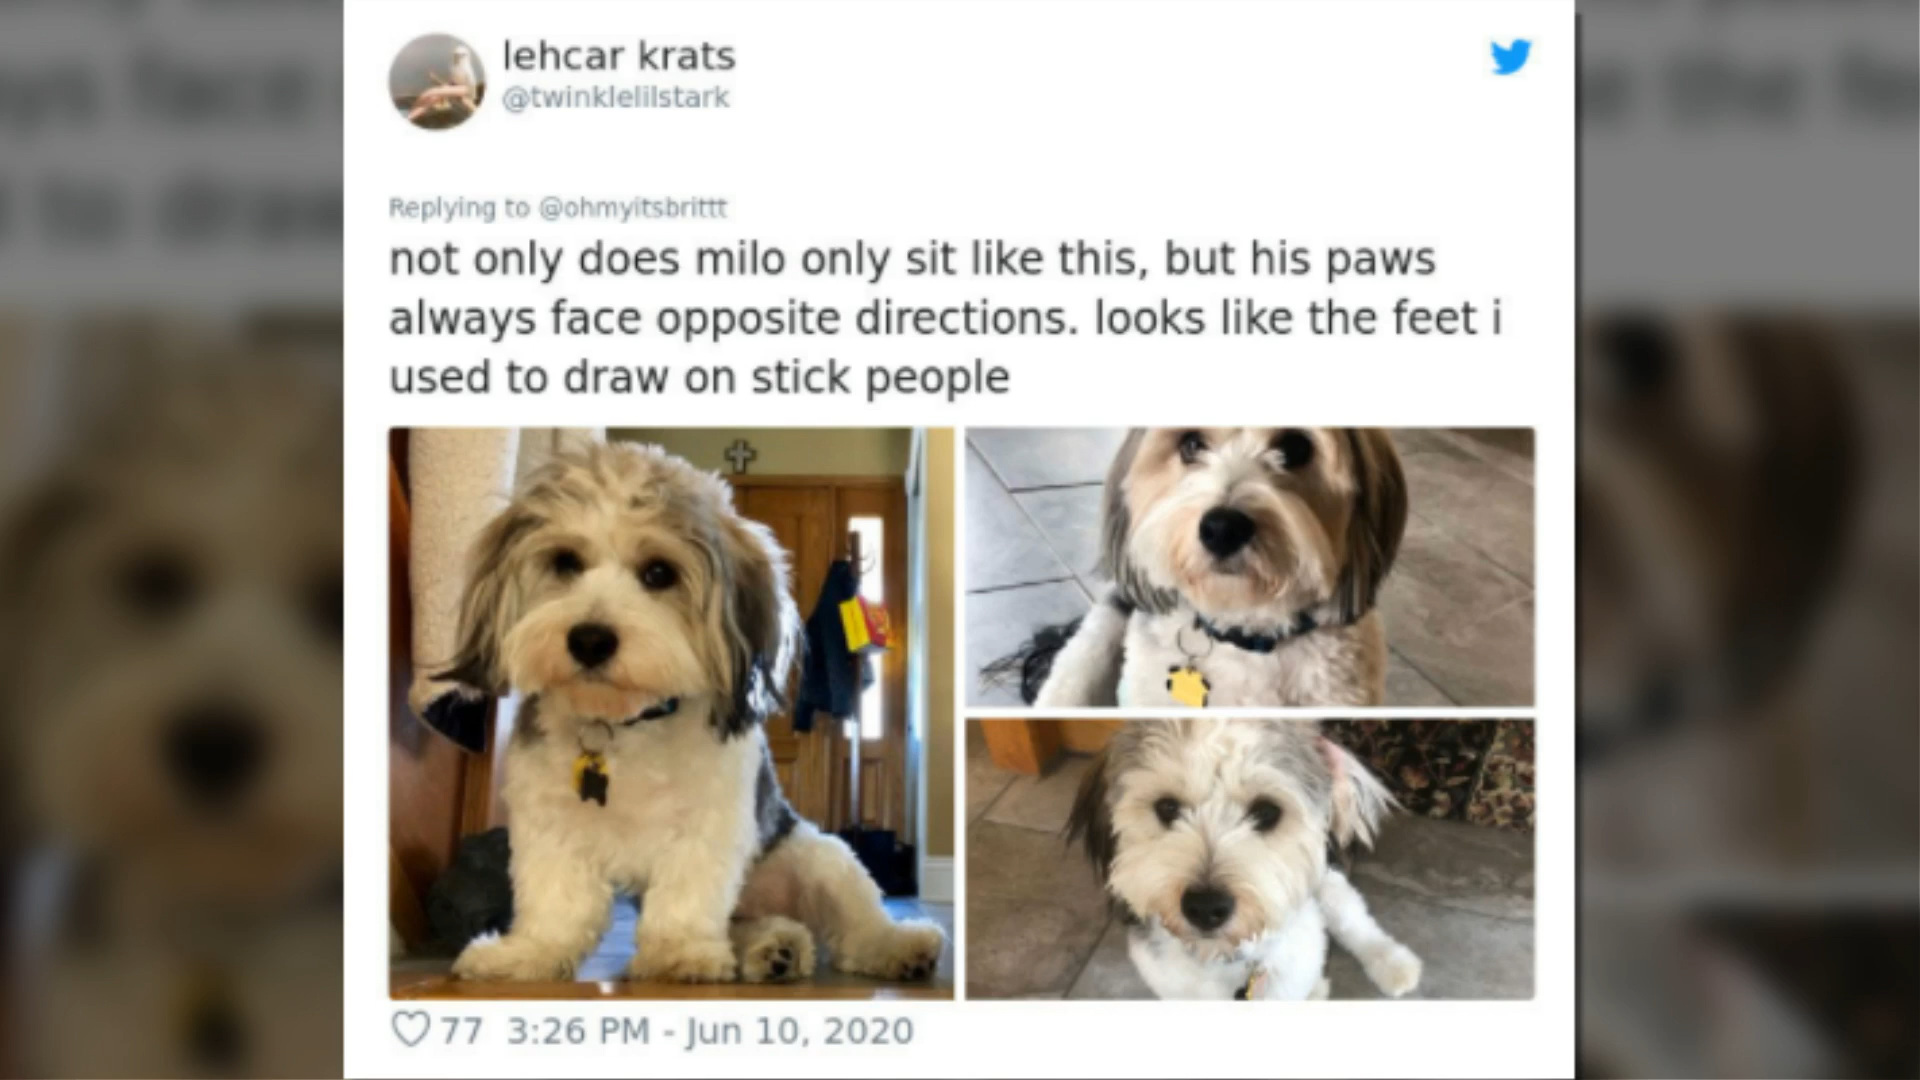 lehcar krats
@twinklelilstark
Replying to @ohmyitsbrittt
not only does milo only sit like this, but his paws
always face opposite directions. looks like the feet i
used to draw on stick people
77 3:26 PM - Jun 10, 2020